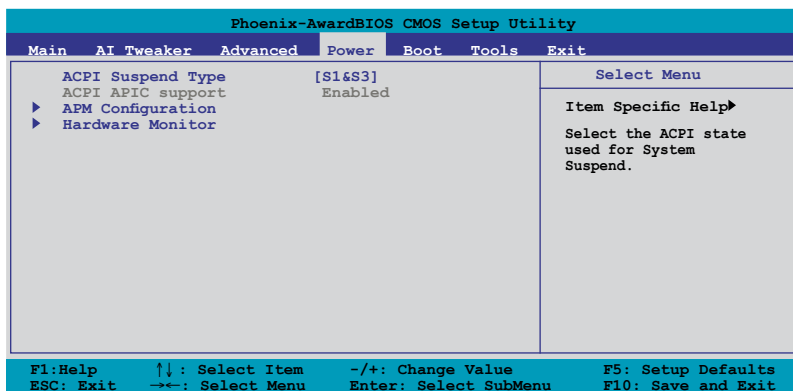 Phoenix-AwardBIOS CMOS Setup Utility
Main AI Tweaker Advanced Power Boot Tools Exit
ACPI Suspend Type [S1&S3]
ACPI APIC support Enabled
APM Configuration
Hardware Monitor
Select Menu
Item Specific Help
Select the ACPI state
used for System
Suspend.
F1:Help ↑↓ : Select Item -/+: Change Value F5: Setup Defaults
ESC: Exit →←: Select Menu Enter: Select SubMenu F10: Save and Exit